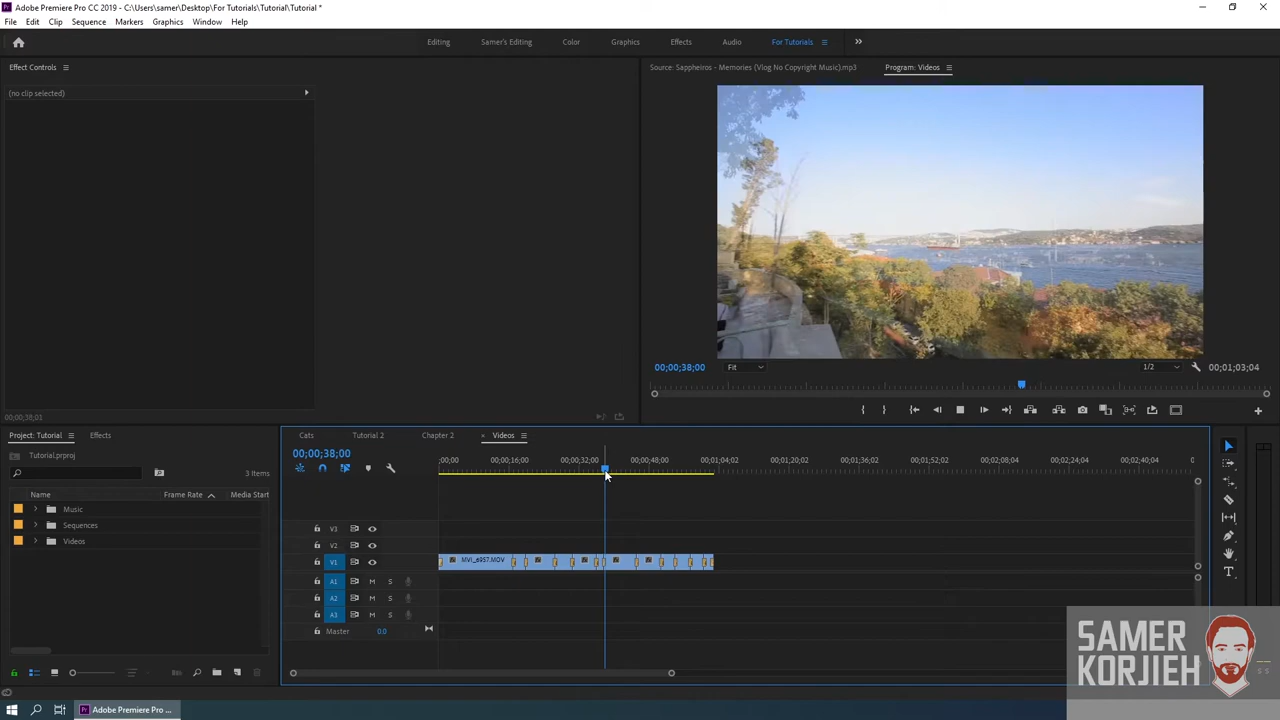 Adobe Premiere Pro CC 2019 - C:\Users\samer\Desktop\For Tutorials\Tutorial\Tutorial *
File Edit Clip Sequence Markers Graphics Window Help
Editing Samer's Editing Color Graphics Effects Audio For Tutorials
Effect Controls
(no clip selected)
00;00;38;01
Source: Sappheiros - Memories (Vlog No Copyright Music).mp3
Program: Videos
00;00;38;00 Fit 1/2 00;01;03;04
Project: Tutorial Effects
Tutorial.prproj
3 Items
Name Frame Rate Media Start
Music
Sequences
Videos
Cats Tutorial 2 Chapter 2 Videos
00;00;38;00
;00;00 00;00;16;00 00;00;32;00 00;00;48;00 00;01;04;02 00;01;20;02 00;01;36;02 00;01;52;02 00;02;08;04 00;02;24;04 00;02;40;04
V3
V2
V1 MVI_8957.MOV
A1 M S
A2 M S
A3 M S
Master 0.0
SAMER
KORJIEH
Adobe Premiere Pro ...